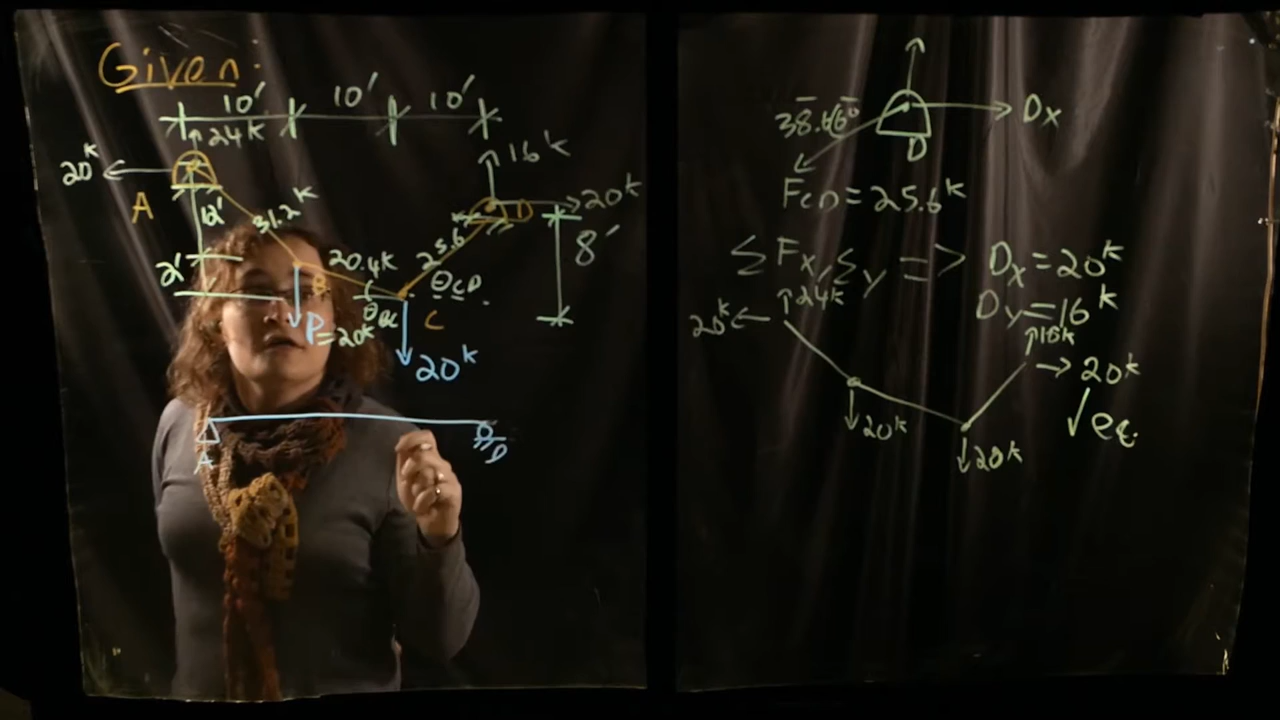 Given:
10' 10' 10'
24k
20k
16k
20k
A
12'
31.2k
D
8'
2'
20.4k
25.6
B
θBC
θCD
C
P=20k
20k
A
D
38.66°
Dx
D
FCD=25.6k
ΣFx,Σy => Dx=20k
Dy=16k
20k
24k
16k
20k
20k
20k
✓ eq.